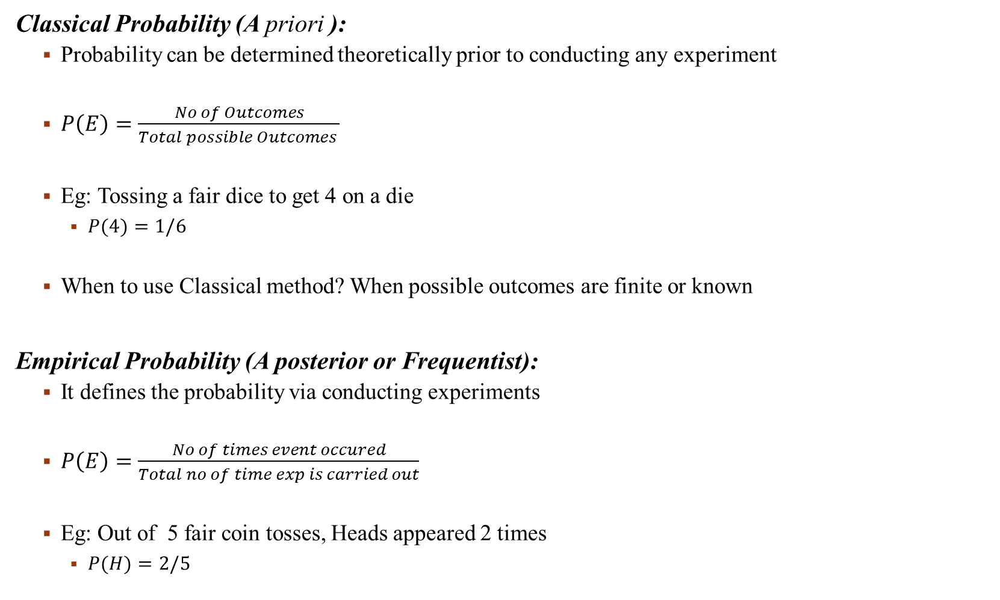 Classical Probability (A priori ):
▪ Probability can be determined theoretically prior to conducting any experiment
▪ P(E) = No of Outcomes / Total possible Outcomes
▪ Eg: Tossing a fair dice to get 4 on a die
▪ P(4) = 1/6
▪ When to use Classical method? When possible outcomes are finite or known
Empirical Probability (A posterior or Frequentist):
▪ It defines the probability via conducting experiments
▪ P(E) = No of times event occured / Total no of time exp is carried out
▪ Eg: Out of 5 fair coin tosses, Heads appeared 2 times
▪ P(H) = 2/5